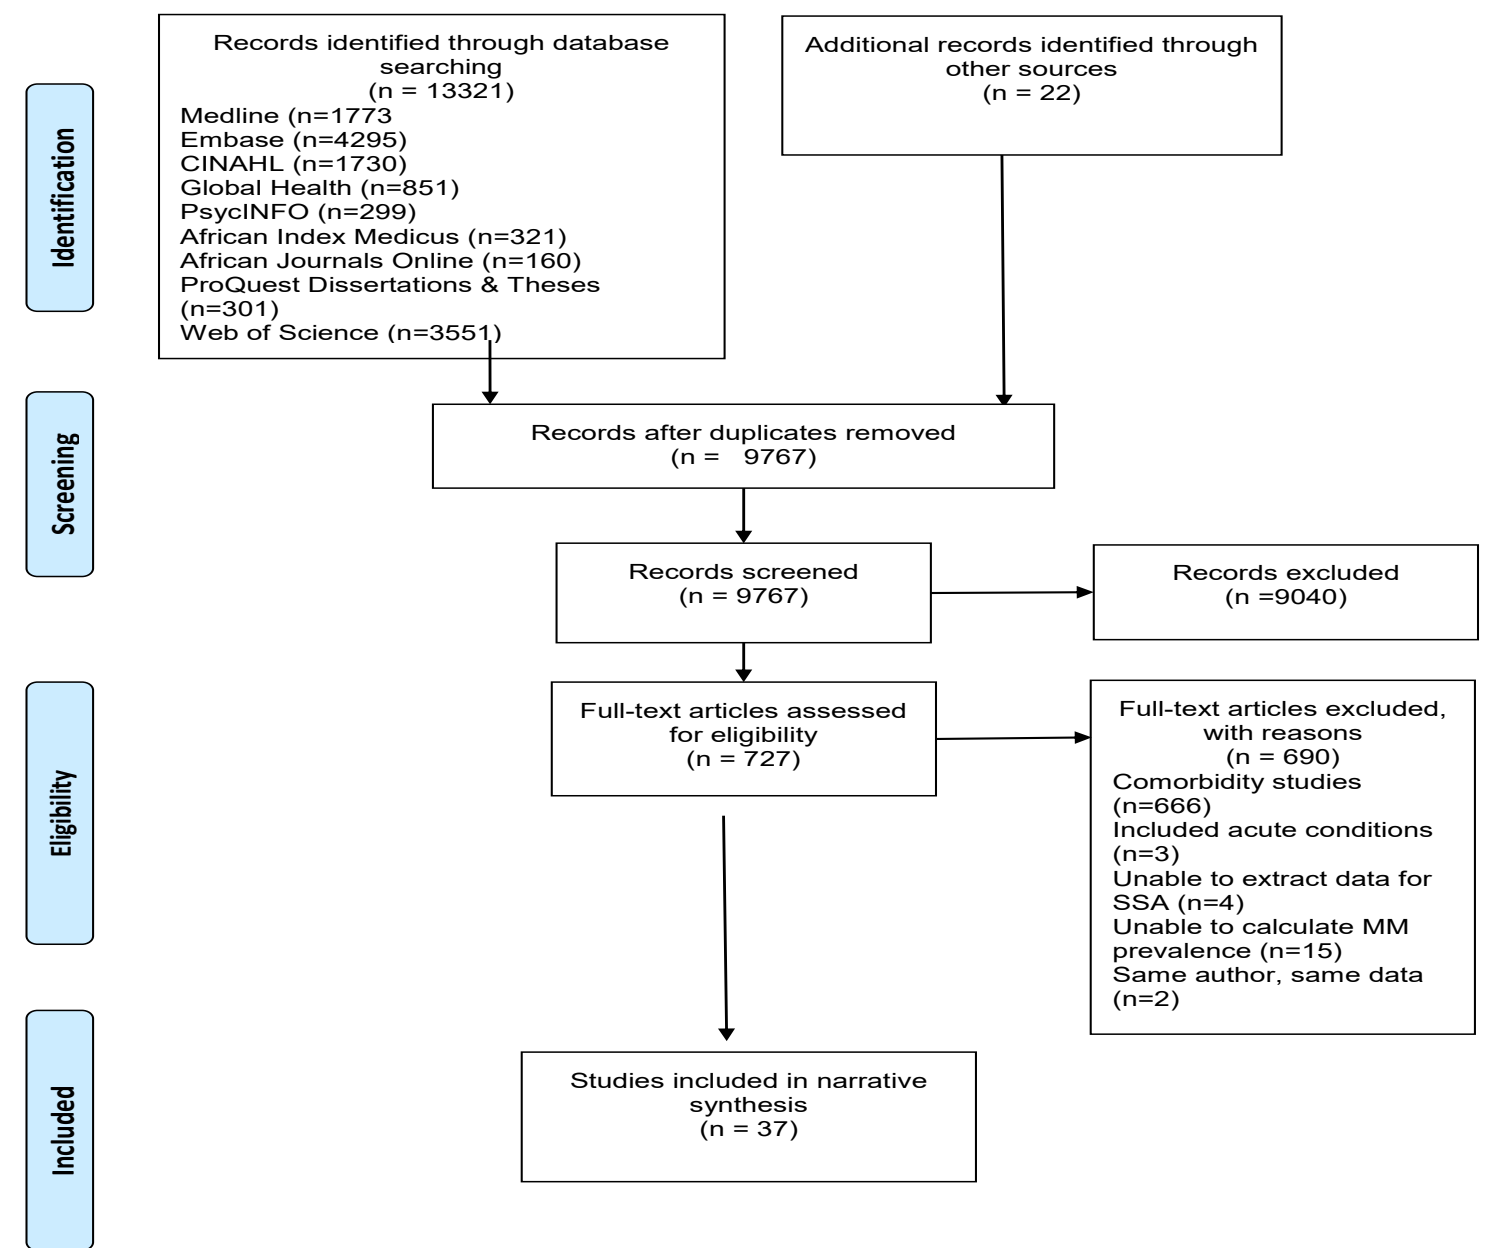 Records identified through database
searching
(n = 13321)
Medline (n=1773
Embase (n=4295)
CINAHL (n=1730)
Global Health (n=851)
PsycINFO (n=299)
African Index Medicus (n=321)
African Journals Online (n=160)
ProQuest Dissertations & Theses
(n=301)
Web of Science (n=3551)
Additional records identified through
other sources
(n = 22)
Identification
Records after duplicates removed
(n =   9767)
Screening
Records screened
(n = 9767)
Records excluded
(n =9040)
Full-text articles assessed
for eligibility
(n = 727)
Full-text articles excluded,
with reasons
(n = 690)
Comorbidity studies
(n=666)
Included acute conditions
(n=3)
Unable to extract data for
SSA (n=4)
Unable to calculate MM
prevalence (n=15)
Same author, same data
(n=2)
Eligibility
Studies included in narrative
synthesis
(n = 37)
Included